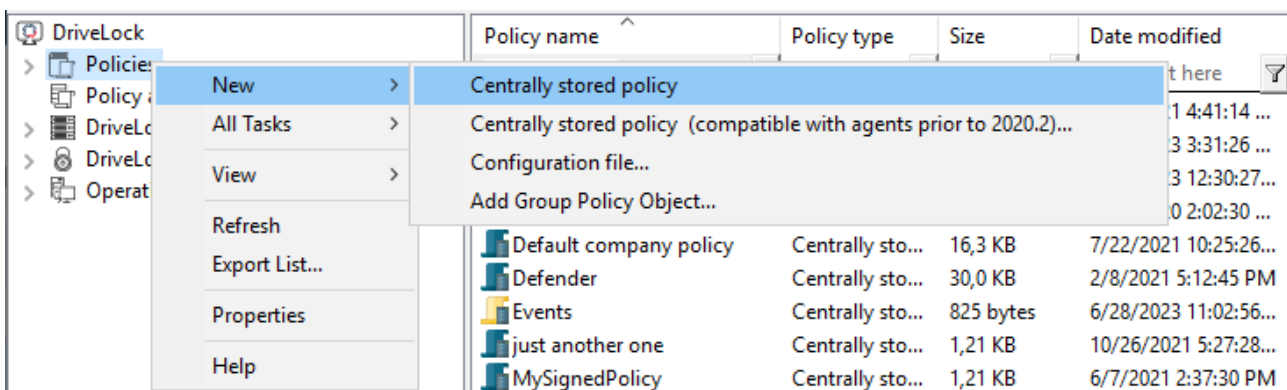 DriveLock
Policies
Policy
DriveLo
DriveLo
Operat
New
All Tasks
View
Refresh
Export List...
Properties
Help
Centrally stored policy
Centrally stored policy (compatible with agents prior to 2020.2)...
Configuration file...
Add Group Policy Object...
Policy name Policy type Size Date modified
t here
1 4:41:14 ...
3 3:31:26 ...
3 12:30:27...
0 2:02:30 ...
Default company policy Centrally sto... 16,3 KB 7/22/2021 10:25:26...
Defender Centrally sto... 30,0 KB 2/8/2021 5:12:45 PM
Events Centrally sto... 825 bytes 6/28/2023 11:02:56...
just another one Centrally sto... 1,21 KB 10/26/2021 5:27:28...
MySignedPolicy Centrally sto... 1,21 KB 6/7/2021 2:37:30 PM